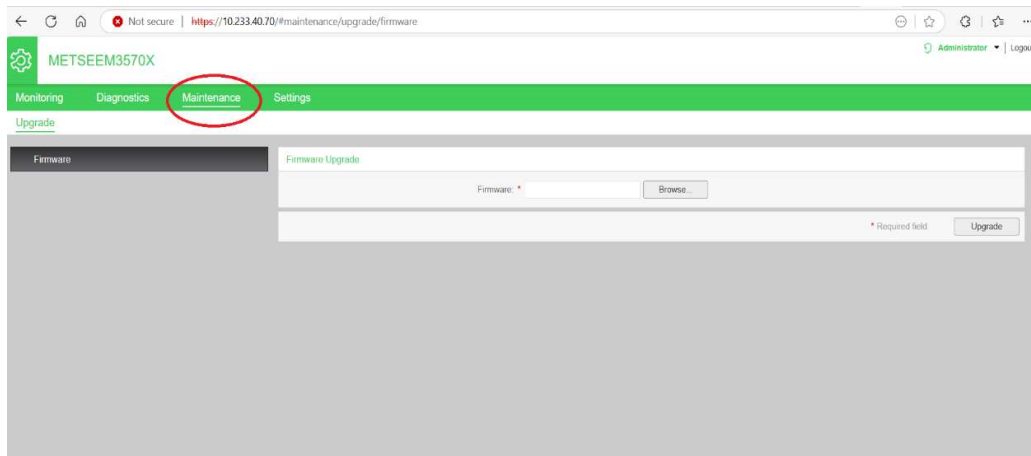 Not secure https://10.233.40.70/#maintenance/upgrade/firmware
METSEEM3570X
Administrator Logou
Monitoring Diagnostics Maintenance Settings
Upgrade
Firmware
Firmware Upgrade
Firmware: * Browse...
* Required field Upgrade